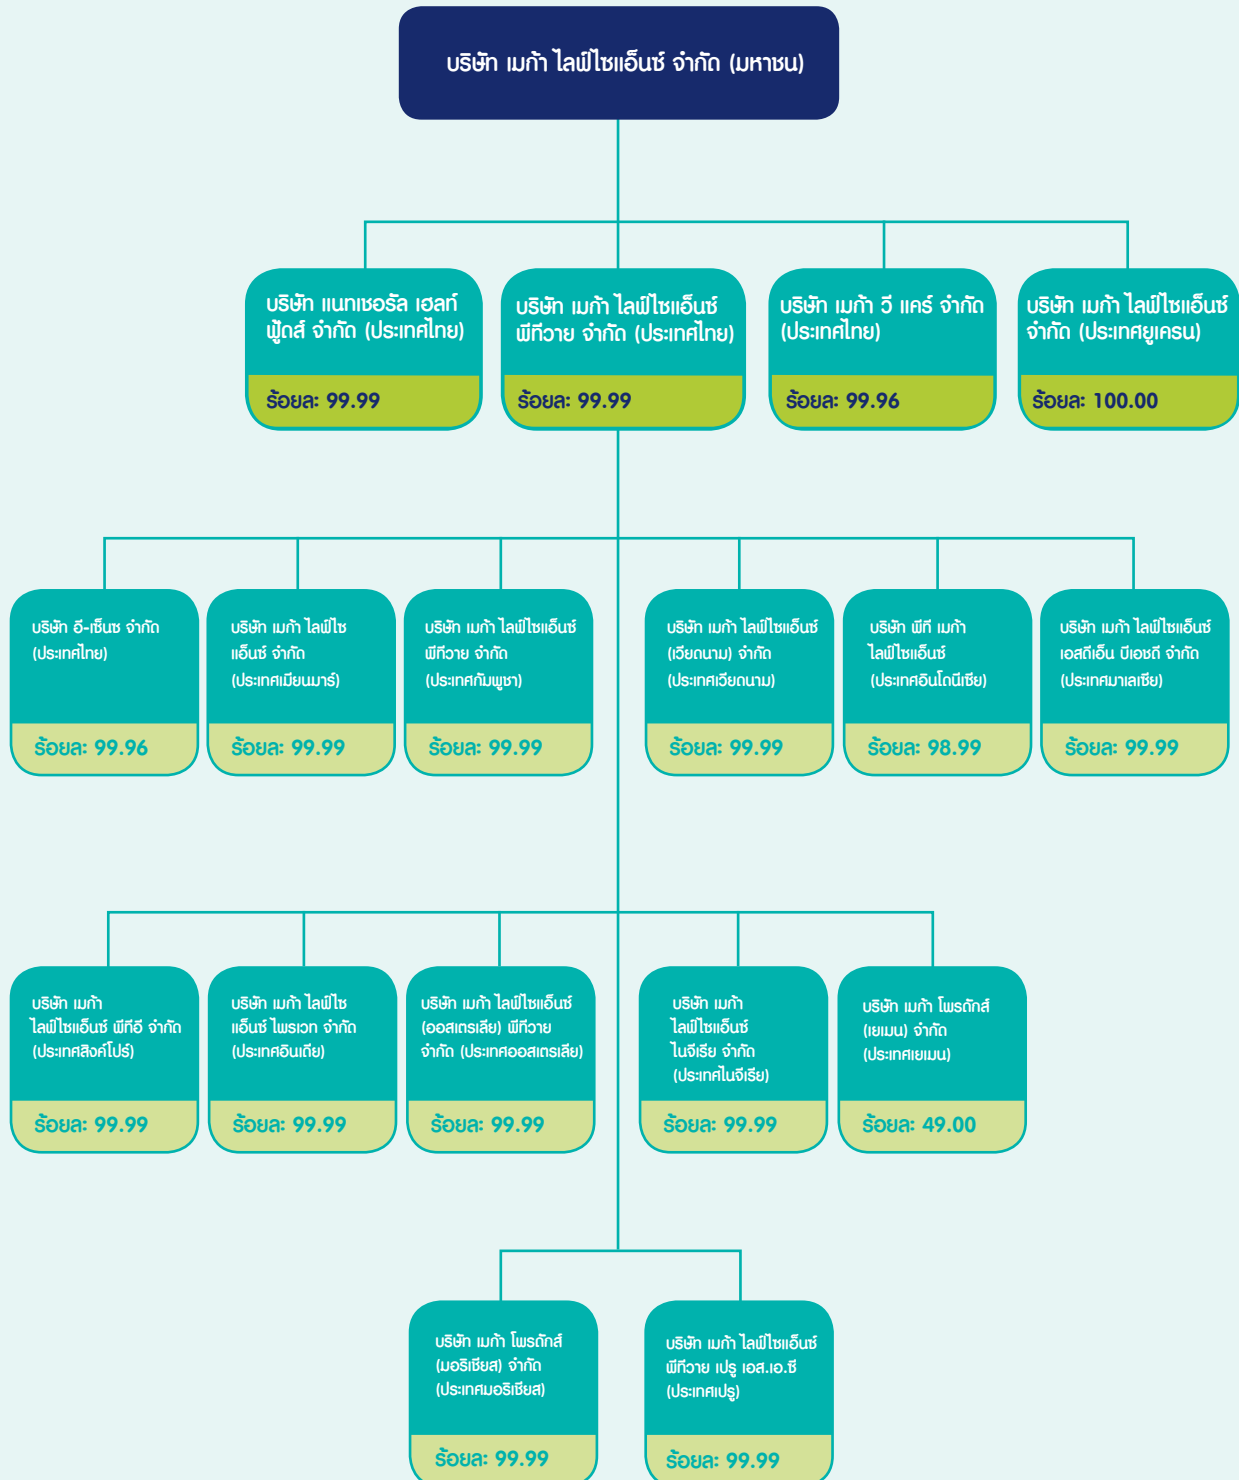 บริษัท เมก้า ไลฟ์ไซแอ็นซ์ จำกัด (มหาชน)
บริษัท แนทเชอรัล เฮลท์
ฟู้ดส์ จำกัด (ประเทศไทย)
ร้อยละ 99.99
บริษัท เมก้า ไลฟ์ไซแอ็นซ์
พีทีวาย จำกัด (ประเทศไทย)
ร้อยละ 99.99
บริษัท เมก้า วี แคร์ จำกัด
(ประเทศไทย)
ร้อยละ 99.96
บริษัท เมก้า ไลฟ์ไซแอ็นซ์
จำกัด (ประเทศยูเครน)
ร้อยละ 100.00
บริษัท อี-เซ็นซ จำกัด
(ประเทศไทย)
ร้อยละ 99.96
บริษัท เมก้า ไลฟ์ไซ
แอ็นซ์ จำกัด
(ประเทศเมียนมาร์)
ร้อยละ 99.99
บริษัท เมก้า ไลฟ์ไซแอ็นซ์
พีทีวาย จำกัด
(ประเทศกัมพูชา)
ร้อยละ 99.99
บริษัท เมก้า ไลฟ์ไซแอ็นซ์
(เวียดนาม) จำกัด
(ประเทศเวียดนาม)
ร้อยละ 99.99
บริษัท พีที เมก้า
ไลฟ์ไซแอ็นซ์
(ประเทศอินโดนีเซีย)
ร้อยละ 98.99
บริษัท เมก้า ไลฟ์ไซแอ็นซ์
เอสดีเอ็น บีเอชดี จำกัด
(ประเทศมาเลเซีย)
ร้อยละ 99.99
บริษัท เมก้า
ไลฟ์ไซแอ็นซ์ พีทีอี จำกัด
(ประเทศสิงค์โปร์)
ร้อยละ 99.99
บริษัท เมก้า ไลฟ์ไซ
แอ็นซ์ ไพรเวท จำกัด
(ประเทศอินเดีย)
ร้อยละ 99.99
บริษัท เมก้า ไลฟ์ไซแอ็นซ์
(ออสเตรเลีย) พีทีวาย
จำกัด (ประเทศออสเตรเลีย)
ร้อยละ 99.99
บริษัท เมก้า
ไลฟ์ไซแอ็นซ์
ไนจีเรีย จำกัด
(ประเทศไนจีเรีย)
ร้อยละ 99.99
บริษัท เมก้า โพรดักส์
(เยเมน) จำกัด
(ประเทศเยเมน)
ร้อยละ 49.00
บริษัท เมก้า โพรดักส์
(มอริเชียส) จำกัด
(ประเทศมอริเชียส)
ร้อยละ 99.99
บริษัท เมก้า ไลฟ์ไซแอ็นซ์
พีทีวาย เปรู เอส.เอ.ซี
(ประเทศเปรู)
ร้อยละ 99.99